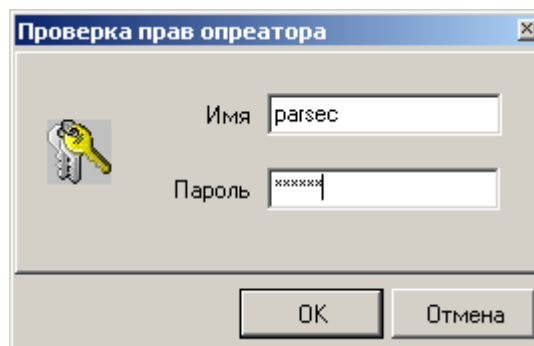 Проверка прав опреатора
Имя parsec
Пароль ××××××
OK Отмена